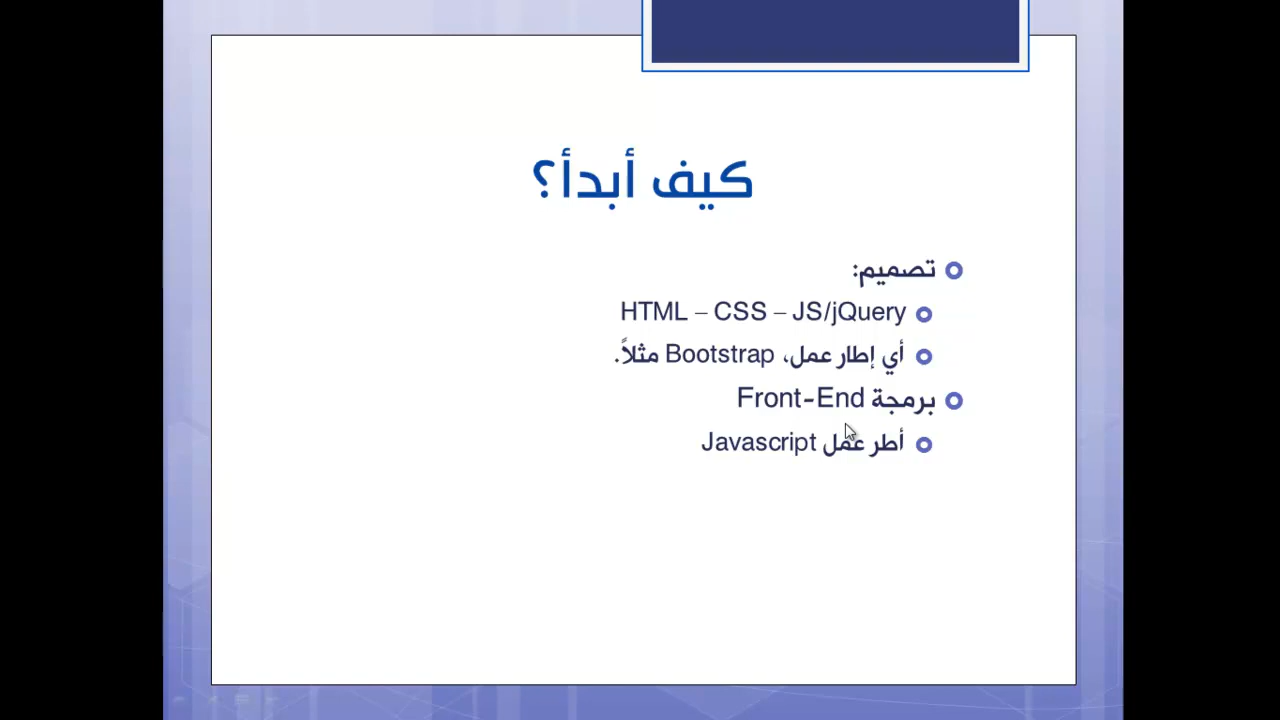 كيف أبدأ؟
تصميم:
HTML – CSS – JS/jQuery
أي إطار عمل، Bootstrap مثلاً.
برمجة Front-End
أطر عمل Javascript